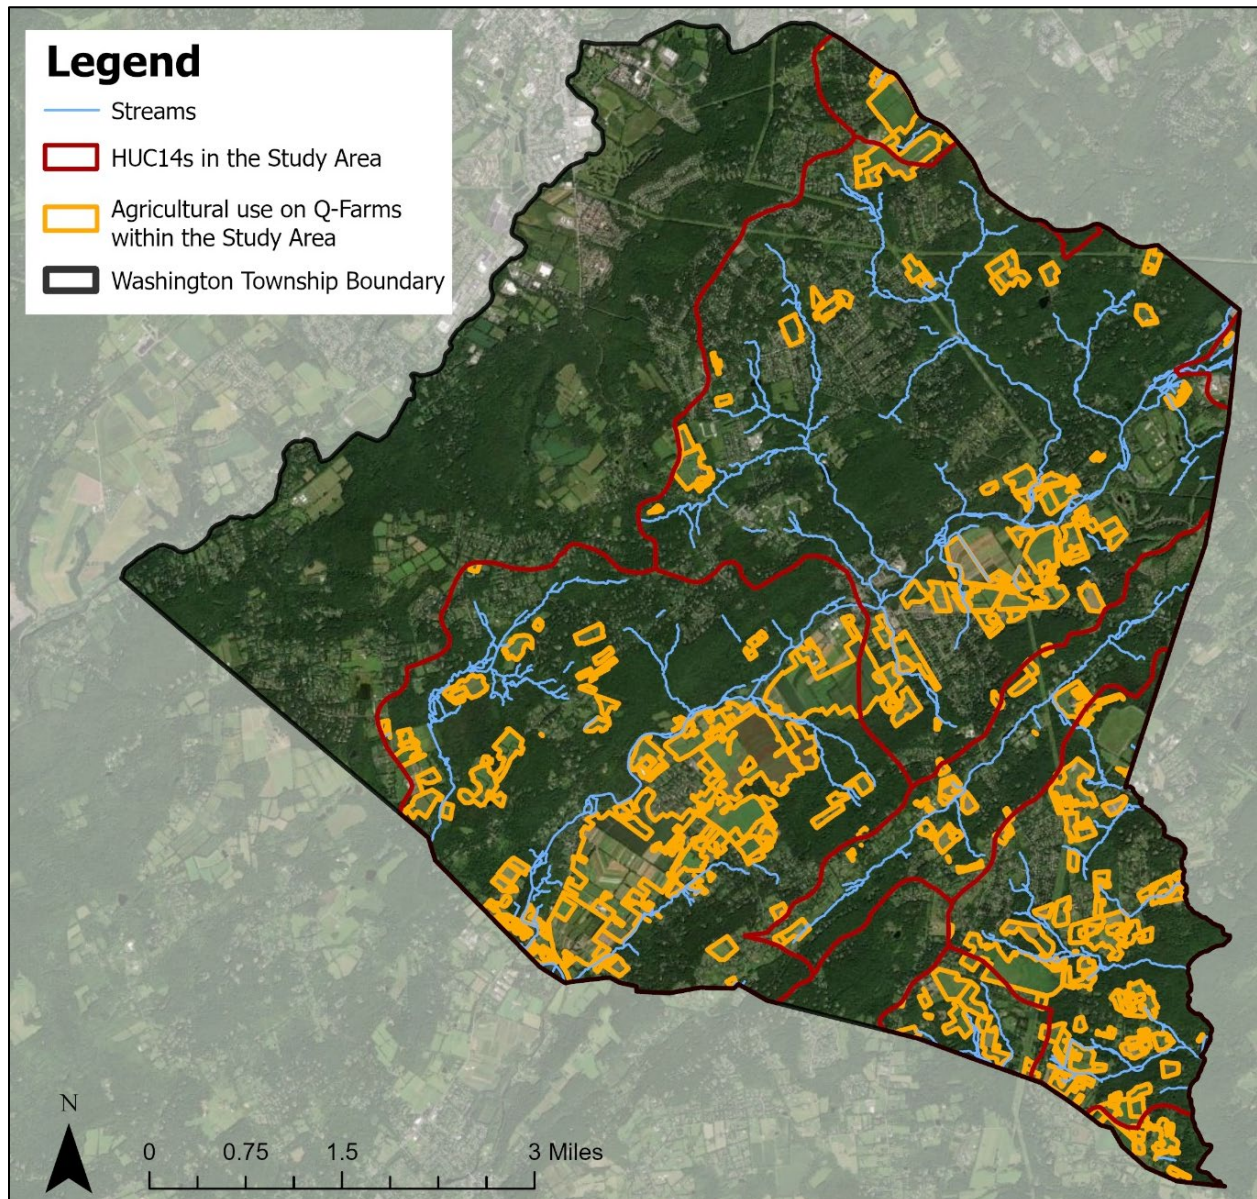 Legend
Streams
HUC14s in the Study Area
Agricultural use on Q-Farms
within the Study Area
Washington Township Boundary
N
0 0.75 1.5 3 Miles